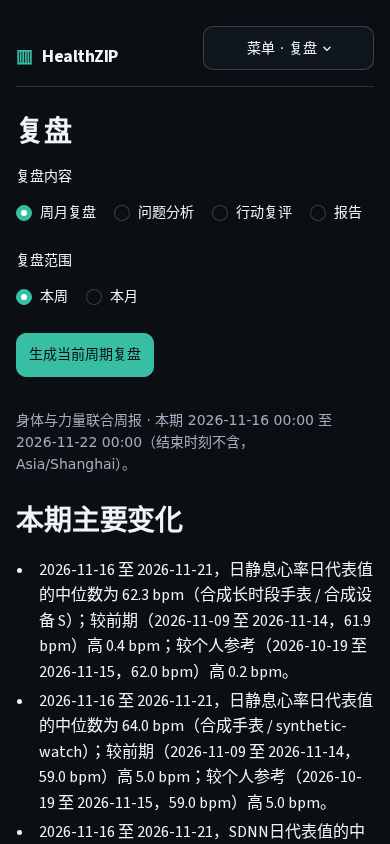 HealthZIP
菜单 · 复盘
复盘
复盘内容
周月复盘 问题分析 行动复评 报告
复盘范围
本周 本月
生成当前周期复盘
身体与力量联合周报 · 本期 2026-11-16 00:00 至
2026-11-22 00:00（结束时刻不含，
Asia/Shanghai）。
本期主要变化
• 2026-11-16 至 2026-11-21，日静息心率日代表值
的中位数为 62.3 bpm（合成长时段手表 / 合成设
备 S）；较前期（2026-11-09 至 2026-11-14，61.9
bpm）高 0.4 bpm；较个人参考（2026-10-19 至
2026-11-15，62.0 bpm）高 0.2 bpm。
• 2026-11-16 至 2026-11-21，日静息心率日代表值
的中位数为 64.0 bpm（合成手表 / synthetic-
watch）；较前期（2026-11-09 至 2026-11-14，
59.0 bpm）高 5.0 bpm；较个人参考（2026-10-
19 至 2026-11-15，59.0 bpm）高 5.0 bpm。
• 2026-11-16 至 2026-11-21，SDNN日代表值的中